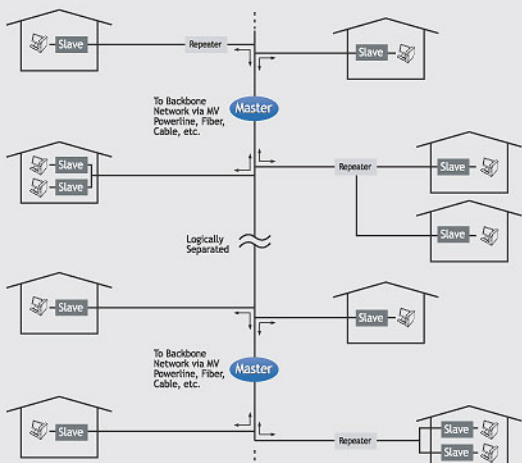 Slave
Repeater
Slave
To Backbone
Network via MV
Powerline, Fiber,
Cable, etc.
Master
Slave
Slave
Repeater
Slave
Slave
Logically
Separated
Slave
Slave
To Backbone
Network via MV
Powerline, Fiber,
Cable, etc.
Master
Slave
Repeater
Slave
Slave